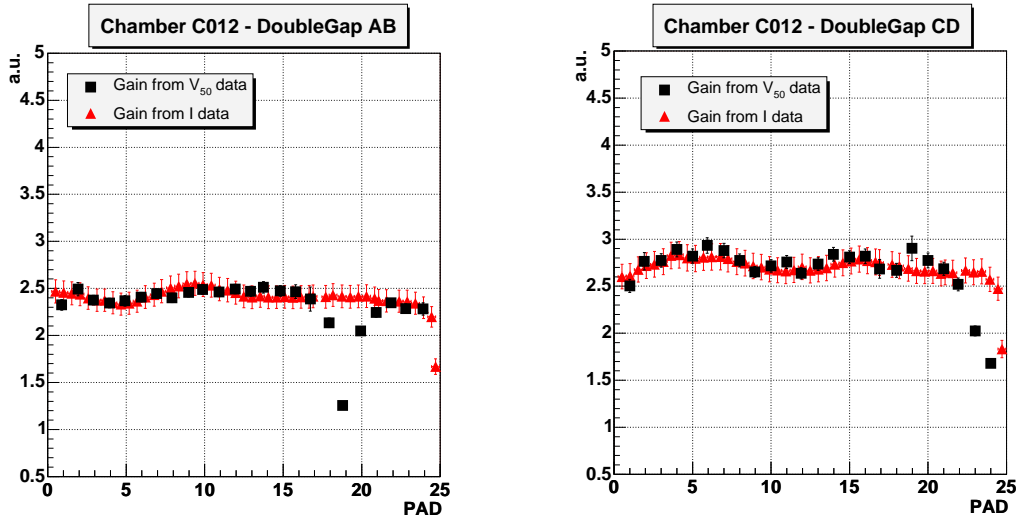 Chamber C012 - DoubleGap AB
a.u.
5
4.5
4
3.5
3
2.5
2
1.5
1
0.5
Gain from V50 data
Gain from I data
0 5 10 15 20 25
PAD
Chamber C012 - DoubleGap CD
a.u.
5
4.5
4
3.5
3
2.5
2
1.5
1
0.5
Gain from V50 data
Gain from I data
0 5 10 15 20 25
PAD